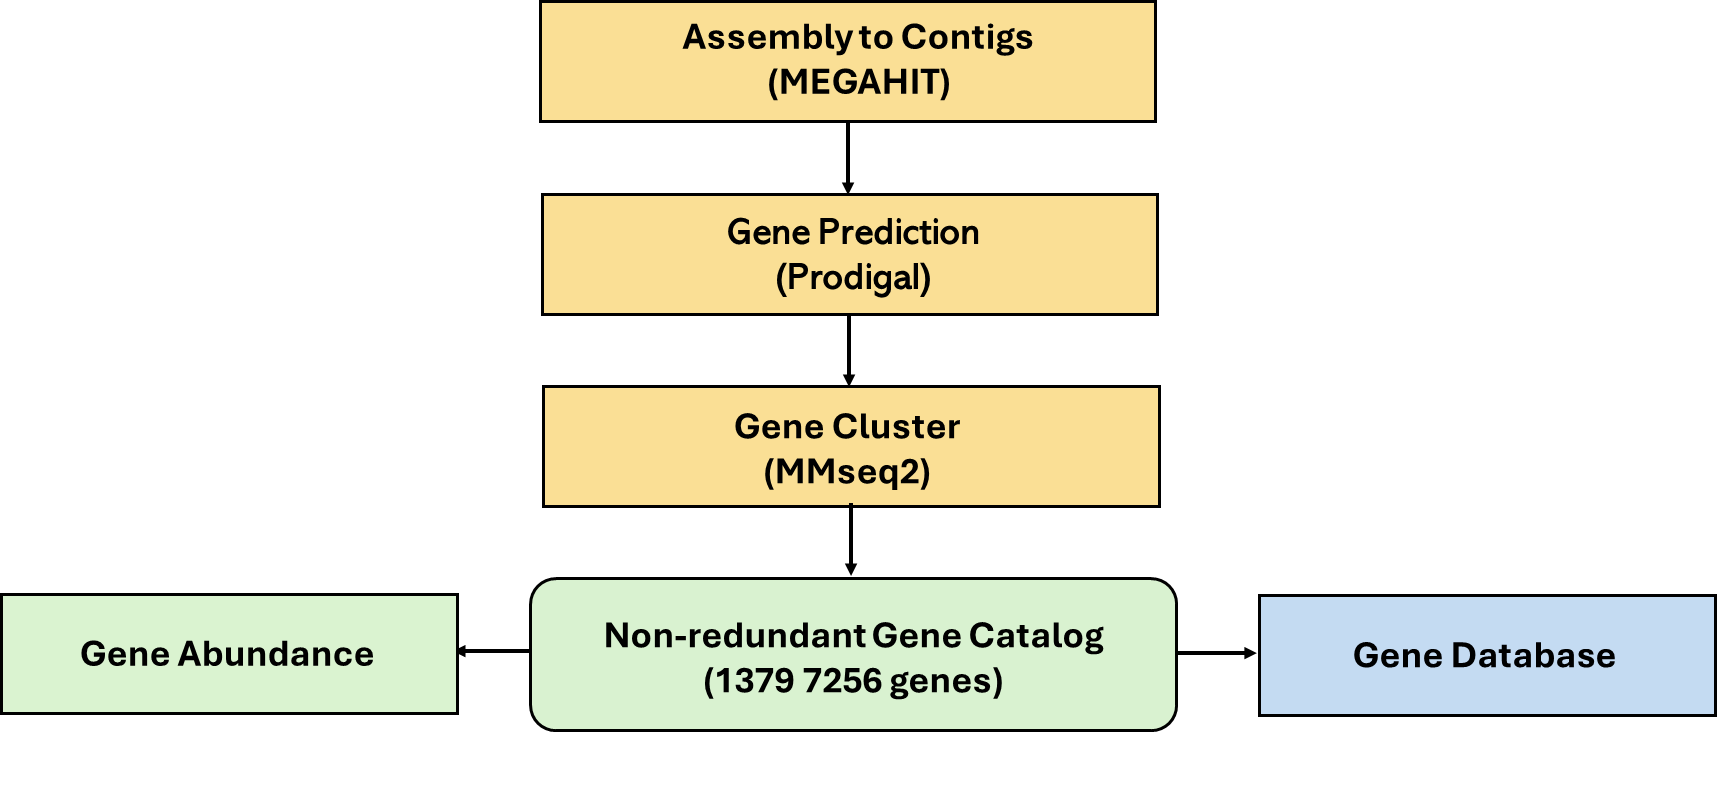 Assembly to Contigs
(MEGAHIT)
Gene Prediction
(Prodigal)
Gene Cluster
(MMseq2)
Gene Abundance
Non-redundant Gene Catalog
(1379 7256 genes)
Gene Database